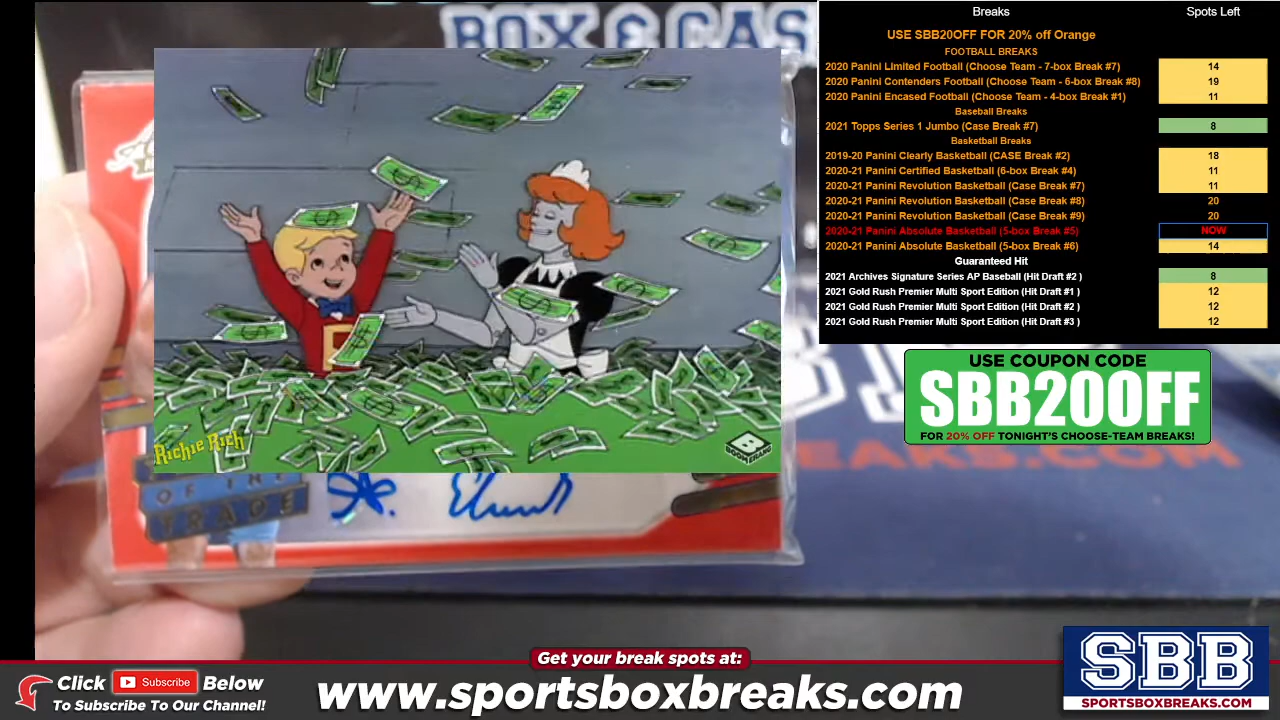 BOX & CAS
Breaks Spots Left
USE SBB20OFF FOR 20% off Orange
FOOTBALL BREAKS
2020 Panini LImited Football (Choose Team - 7-box Break #7) 14
2020 Panini Contenders Football (Choose Team - 6-box Break #8) 19
2020 Panini Encased Football (Choose Team - 4-box Break #1) 11
Baseball Breaks
2021 Topps Series 1 Jumbo (Case Break #7) 8
Basketball Breaks
2019-20 Panini Clearly Basketball (CASE Break #2) 18
2020-21 Panini Certified Basketball (6-box Break #4) 11
2020-21 Panini Revolution Basketball (Case Break #7) 11
2020-21 Panini Revolution Basketball (Case Break #8) 20
2020-21 Panini Revolution Basketball (Case Break #9) 20
2020-21 Panini Absolute Basketball (5-box Break #5) NOW
2020-21 Panini Absolute Basketball (5-box Break #6) 14
Guaranteed Hit
2021 Archives Signature Series AP Baseball (Hit Draft #2 ) 8
2021 Gold Rush Premier Multi Sport Edition (Hit Draft #1 ) 12
2021 Gold Rush Premier Multi Sport Edition (Hit Draft #2 ) 12
2021 Gold Rush Premier Multi Sport Edition (Hit Draft #3 ) 12
USE COUPON CODE
SBB20OFF
FOR 20% OFF TONIGHT'S CHOOSE-TEAM BREAKS!
Richie Rich
B
BOOMERANG
EAKS.COM
OF THE
TRADE
Get your break spots at:
Click Subscribe Below
To Subscribe To Our Channel!
www.sportsboxbreaks.com
SBB
SPORTSBOXBREAKS.COM